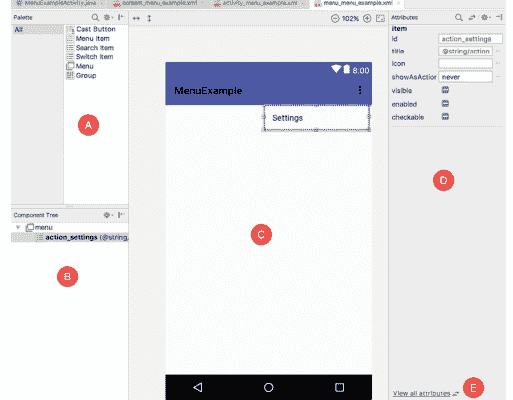 MenuExampleActivity.java content_menu_example.xml activity_menu_example.xml menu_menu_example.xml
Palette
All
Cast Button
Menu Item
Search Item
Switch Item
Menu
Group
A
Component Tree
menu
action_settings (@string,
B
102%
8:00
MenuExample
Settings
C
Attributes
item
id action_settings
title @string/action
icon
showAsAction never
visible
enabled
checkable
D
View all attributes
E